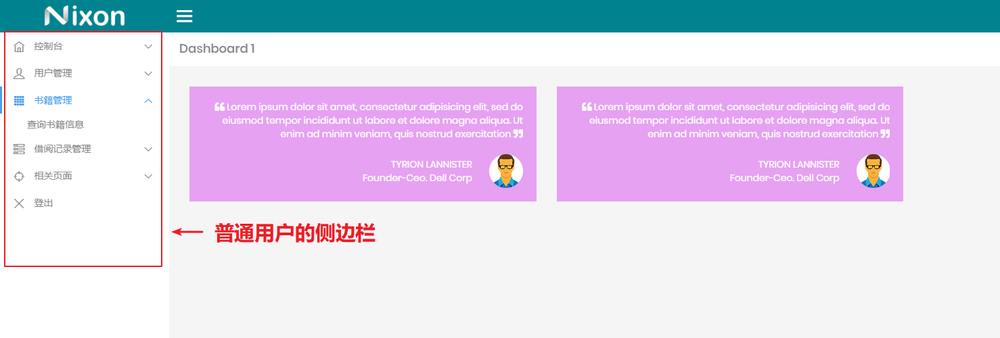 Nixon
控制台
用户管理
书籍管理
查询书籍信息
借阅记录管理
相关页面
登出
Dashboard 1
❝ Lorem ipsum dolor sit amet, consectetur adipisicing elit, sed do
eiusmod tempor incididunt ut labore et dolore magna aliqua. Ut
enim ad minim veniam, quis nostrud exercitation ❞
TYRION LANNISTER
Founder-Ceo. Dell Corp
❝ Lorem ipsum dolor sit amet, consectetur adipisicing elit, sed do
eiusmod tempor incididunt ut labore et dolore magna aliqua. Ut
enim ad minim veniam, quis nostrud exercitation ❞
TYRION LANNISTER
Founder-Ceo. Dell Corp
普通用户的侧边栏